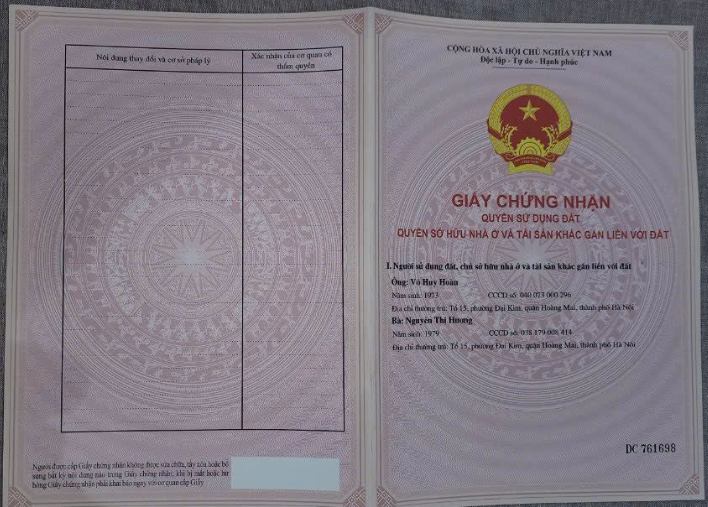 Nội dung thay đổi và cơ sở pháp lý
Xác nhận của cơ quan có
thẩm quyền
Người được cấp Giấy chứng nhận không được sửa chữa, tẩy xóa hoặc bổ
sung bất kỳ nội dung nào trong Giấy chứng nhận; khi bị mất hoặc hư
hỏng Giấy chứng nhận phải khai báo ngay với cơ quan cấp Giấy.
CỘNG HÒA XÃ HỘI CHỦ NGHĨA VIỆT NAM
Độc lập - Tự do - Hạnh phúc
GIẤY CHỨNG NHẬN
QUYỀN SỬ DỤNG ĐẤT
QUYỀN SỞ HỮU NHÀ Ở VÀ TÀI SẢN KHÁC GẮN LIỀN VỚI ĐẤT
I. Người sử dụng đất, chủ sở hữu nhà ở và tài sản khác gắn liền với đất
Ông: Võ Huy Hoàn
Năm sinh: 1973 CCCD số: 040 073 000 296
Địa chỉ thường trú: Tổ 15, phường Đại Kim, quận Hoàng Mai, thành phố Hà Nội
Bà: Nguyễn Thị Hương
Năm sinh: 1979 CCCD số: 038 179 008 414
Địa chỉ thường trú: Tổ 15, phường Đại Kim, quận Hoàng Mai, thành phố Hà Nội
DC 761698